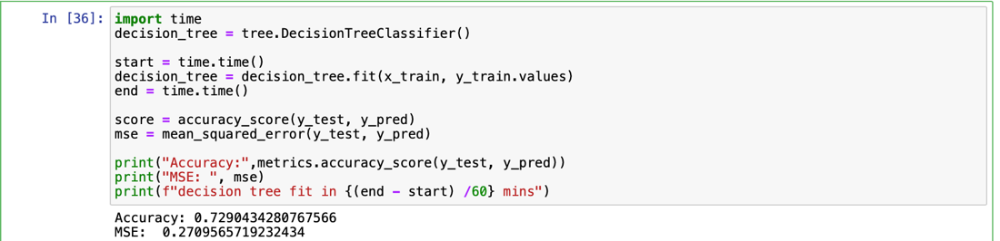 In [36]: import time
decision_tree = tree.DecisionTreeClassifier()
start = time.time()
decision_tree = decision_tree.fit(x_train, y_train.values)
end = time.time()
score = accuracy_score(y_test, y_pred)
mse = mean_squared_error(y_test, y_pred)
print("Accuracy:",metrics.accuracy_score(y_test, y_pred))
print("MSE: ", mse)
print(f"decision tree fit in {(end - start) /60} mins")
Accuracy: 0.7290434280767566
MSE:  0.2709565719232434